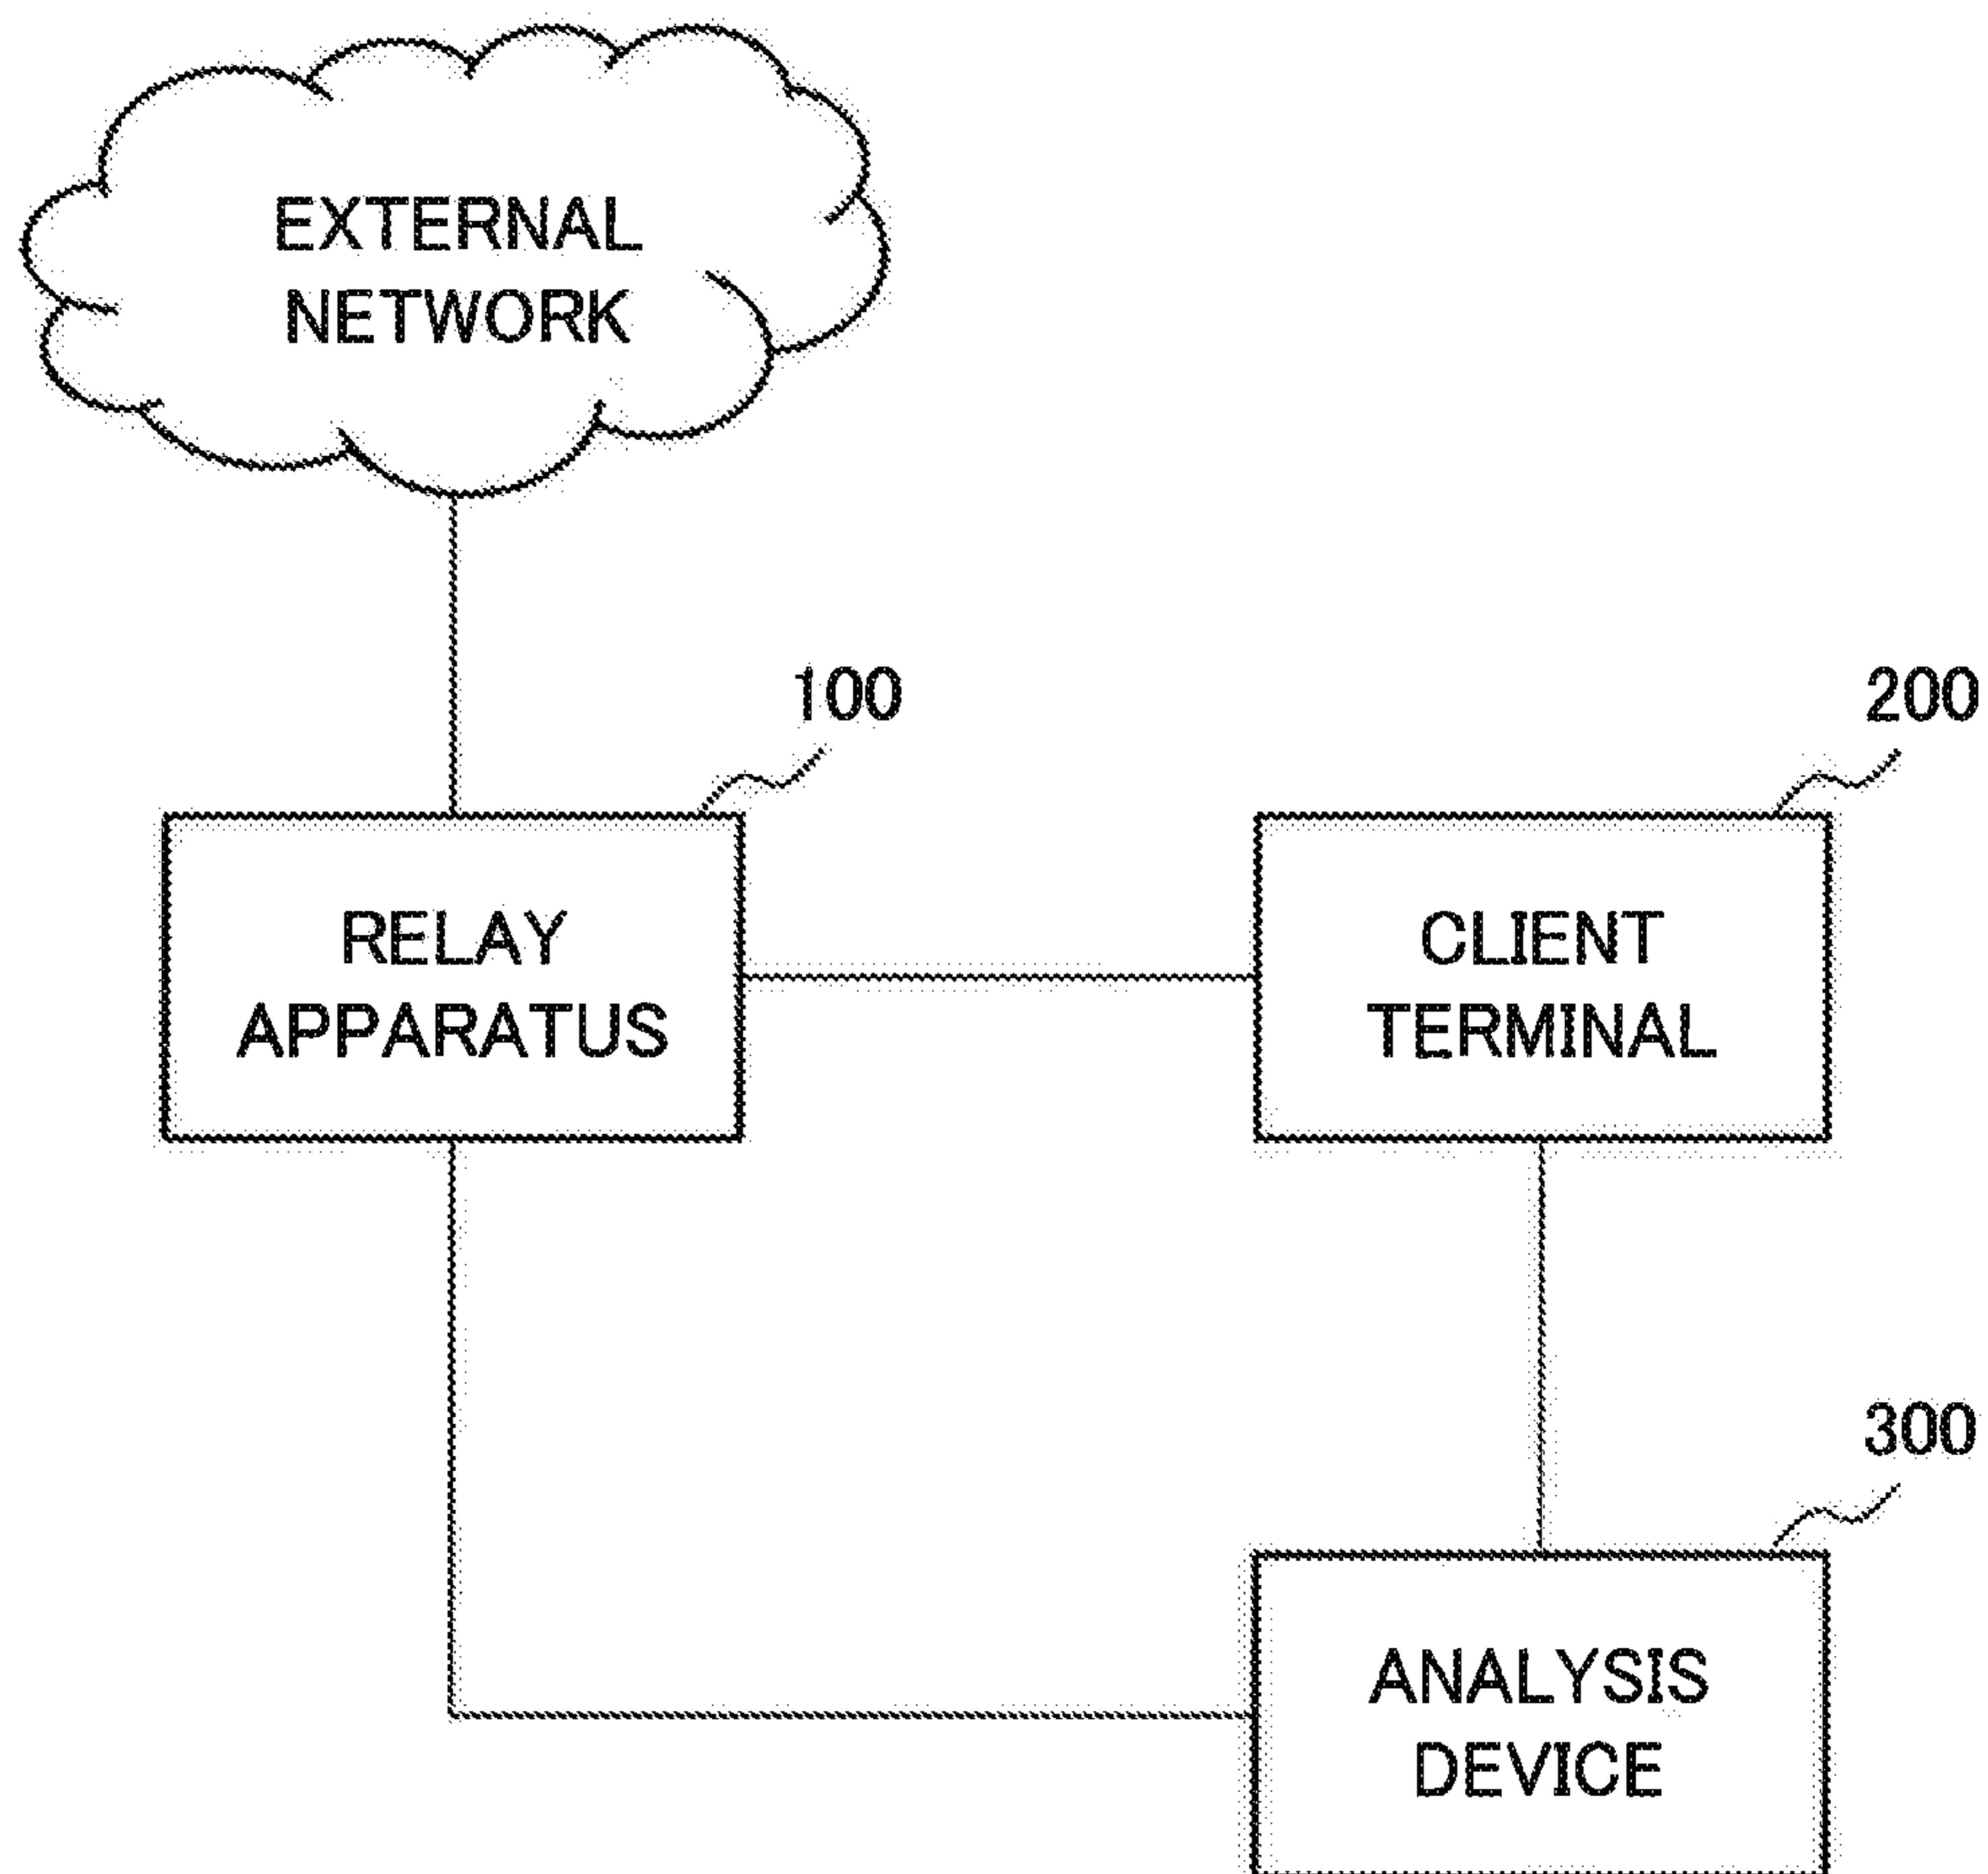 EXTERNAL
NETWORK
100
200
RELAY
APPARATUS
CLIENT
TERMINAL
300
ANALYSIS
DEVICE